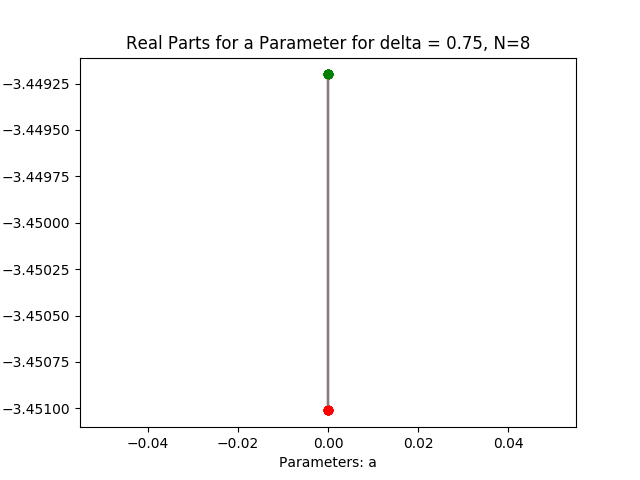 Real Parts for a Parameter for delta = 0.75, N=8
−3.44925
−3.44950
−3.44975
−3.45000
−3.45025
−3.45050
−3.45075
−3.45100
−0.04 −0.02 0.00 0.02 0.04
Parameters: a